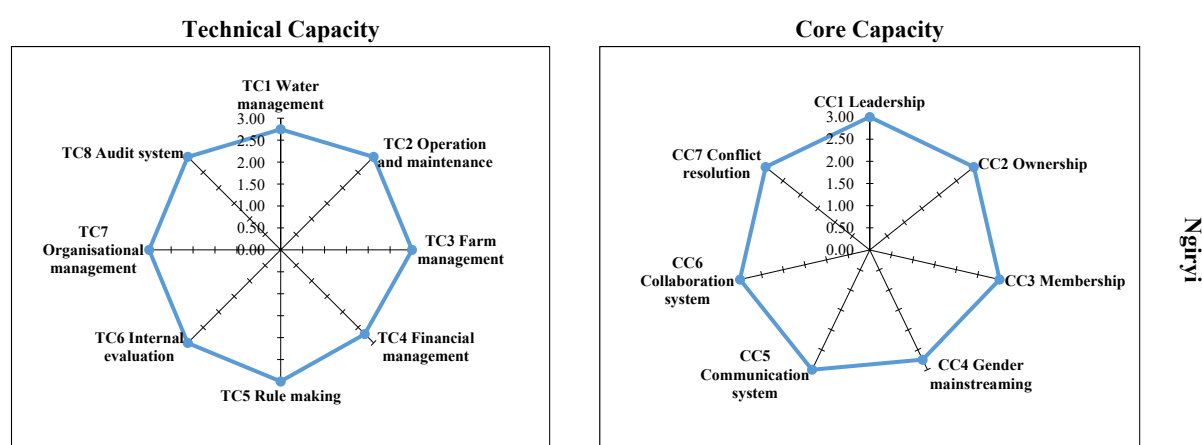 Technical Capacity
TC1 Water
management
3.00
2.50
2.00
1.50
1.00
0.50
0.00
TC2 Operation
and maintenance
TC3 Farm
management
TC4 Financial
management
TC5 Rule making
TC6 Internal
evaluation
TC7
Organisational
management
TC8 Audit system
Core Capacity
CC1 Leadership
3.00
2.50
2.00
1.50
1.00
0.50
0.00
CC2 Ownership
CC3 Membership
CC4 Gender
mainstreaming
CC5
Communication
system
CC6
Collaboration
system
CC7 Conflict
resolution
Ngiryi